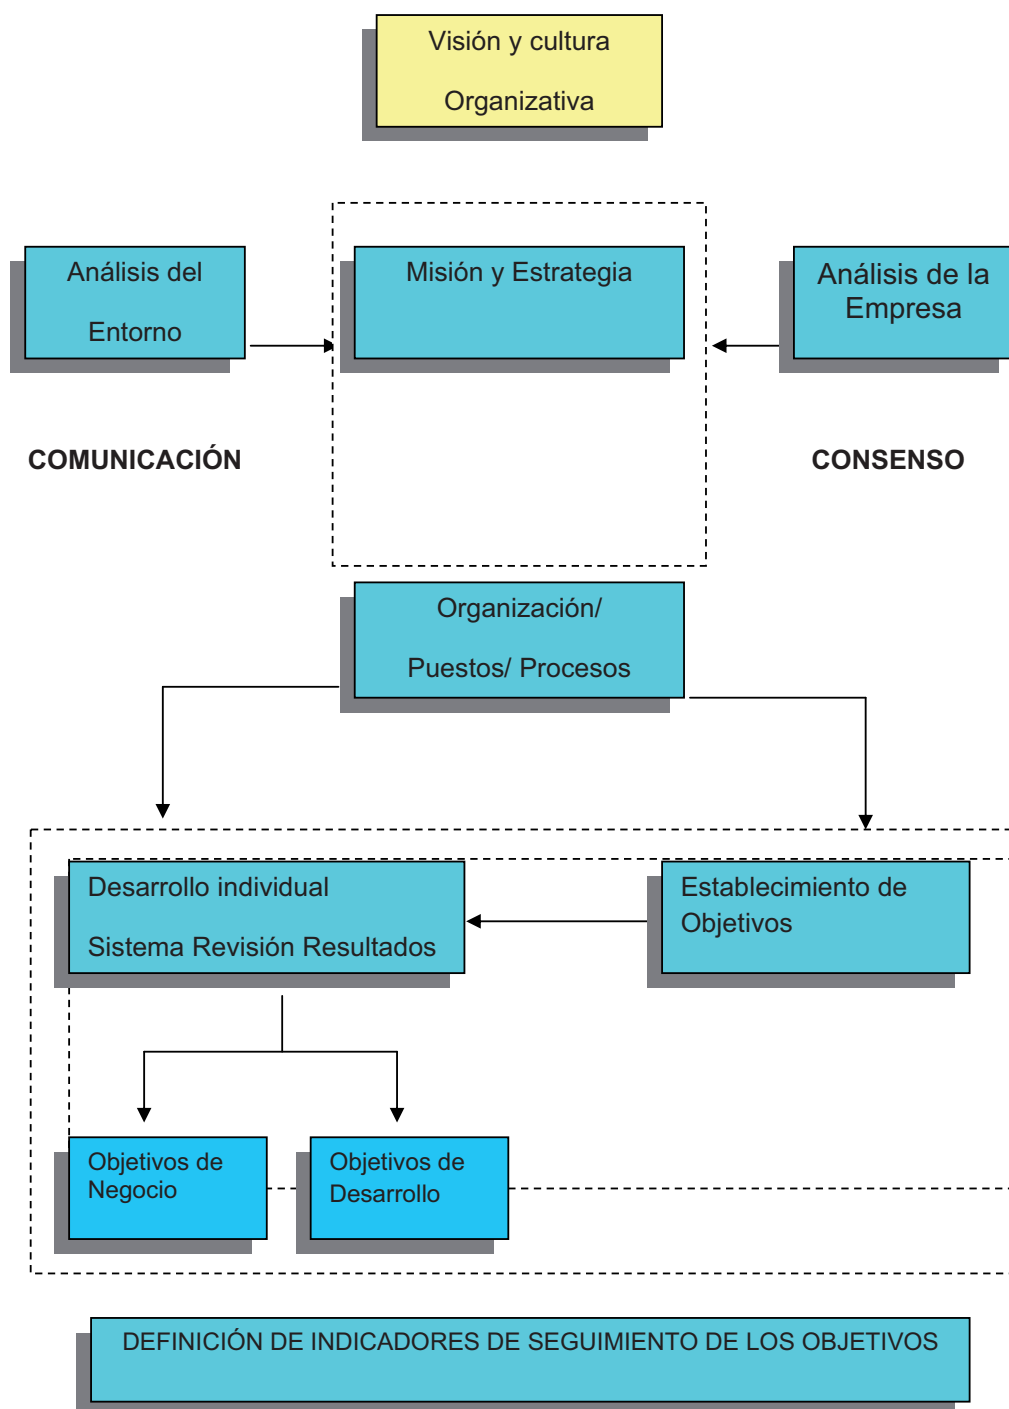 Visión y cultura
Organizativa
Análisis del
Entorno
Misión y Estrategia
Análisis de la
Empresa
COMUNICACIÓN
CONSENSO
Organización/
Puestos/ Procesos
Desarrollo individual
Sistema Revisión Resultados
Establecimiento de
Objetivos
Objetivos de
Negocio
Objetivos de
Desarrollo
DEFINICIÓN DE INDICADORES DE SEGUIMIENTO DE LOS OBJETIVOS